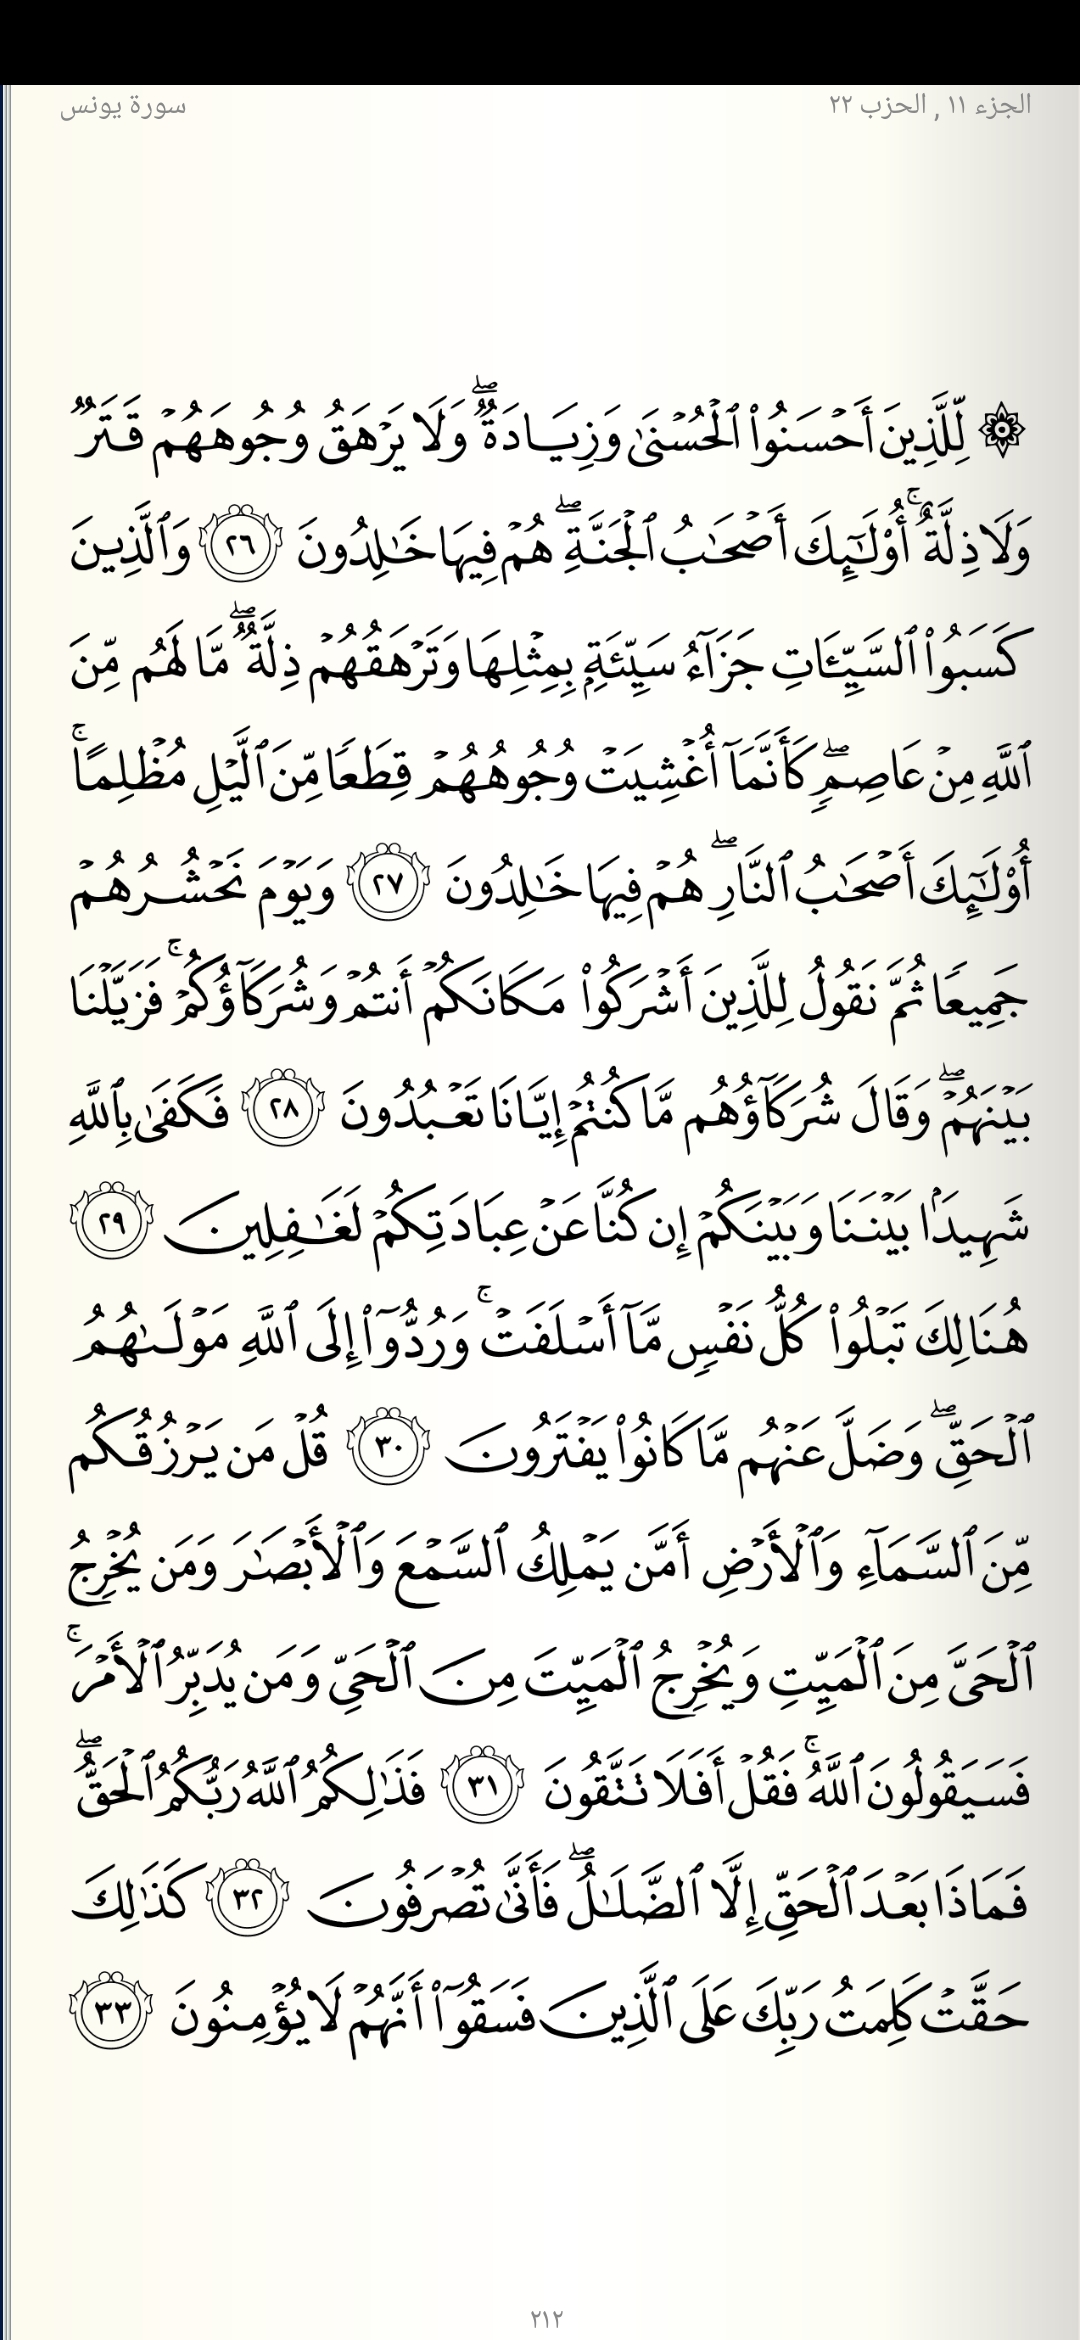 الجزء ١١ , الحزب ٢٢
سورة يونس
۞ لِّلَّذِينَ أَحۡسَنُواْ ٱلۡحُسۡنَىٰ وَزِيَادَةٞۖ وَلَا يَرۡهَقُ وُجُوهَهُمۡ قَتَرٞ
وَلَا ذِلَّةٌۚ أُوْلَٰٓئِكَ أَصۡحَٰبُ ٱلۡجَنَّةِۖ هُمۡ فِيهَا خَٰلِدُونَ ٢٦ وَٱلَّذِينَ
كَسَبُواْ ٱلسَّيِّـَٔاتِ جَزَآءُ سَيِّئَةِۭ بِمِثۡلِهَا وَتَرۡهَقُهُمۡ ذِلَّةٞۖ مَّا لَهُم مِّنَ
ٱللَّهِ مِنۡ عَاصِمٖۖ كَأَنَّمَآ أُغۡشِيَتۡ وُجُوهُهُمۡ قِطَعٗا مِّنَ ٱلَّيۡلِ مُظۡلِمًاۚ
أُوْلَٰٓئِكَ أَصۡحَٰبُ ٱلنَّارِۖ هُمۡ فِيهَا خَٰلِدُونَ ٢٧ وَيَوۡمَ نَحۡشُرُهُمۡ
جَمِيعٗا ثُمَّ نَقُولُ لِلَّذِينَ أَشۡرَكُواْ مَكَانَكُمۡ أَنتُمۡ وَشُرَكَآؤُكُمۡۚ فَزَيَّلۡنَا
بَيۡنَهُمۡۖ وَقَالَ شُرَكَآؤُهُم مَّا كُنتُمۡ إِيَّانَا تَعۡبُدُونَ ٢٨ فَكَفَىٰ بِٱللَّهِ
شَهِيدَۢا بَيۡنَنَا وَبَيۡنَكُمۡ إِن كُنَّا عَنۡ عِبَادَتِكُمۡ لَغَٰفِلِينَ ٢٩
هُنَالِكَ تَبۡلُواْ كُلُّ نَفۡسٖ مَّآ أَسۡلَفَتۡۚ وَرُدُّوٓاْ إِلَى ٱللَّهِ مَوۡلَىٰهُمُ
ٱلۡحَقِّۖ وَضَلَّ عَنۡهُم مَّا كَانُواْ يَفۡتَرُونَ ٣٠ قُلۡ مَن يَرۡزُقُكُم
مِّنَ ٱلسَّمَآءِ وَٱلۡأَرۡضِ أَمَّن يَمۡلِكُ ٱلسَّمۡعَ وَٱلۡأَبۡصَٰرَ وَمَن يُخۡرِجُ
ٱلۡحَيَّ مِنَ ٱلۡمَيِّتِ وَيُخۡرِجُ ٱلۡمَيِّتَ مِنَ ٱلۡحَيِّ وَمَن يُدَبِّرُ ٱلۡأَمۡرَۚ
فَسَيَقُولُونَ ٱللَّهُۚ فَقُلۡ أَفَلَا تَتَّقُونَ ٣١ فَذَٰلِكُمُ ٱللَّهُ رَبُّكُمُ ٱلۡحَقُّۖ
فَمَاذَا بَعۡدَ ٱلۡحَقِّ إِلَّا ٱلضَّلَٰلُۖ فَأَنَّىٰ تُصۡرَفُونَ ٣٢ كَذَٰلِكَ
حَقَّتۡ كَلِمَتُ رَبِّكَ عَلَى ٱلَّذِينَ فَسَقُوٓاْ أَنَّهُمۡ لَا يُؤۡمِنُونَ ٣٣
٢١٢